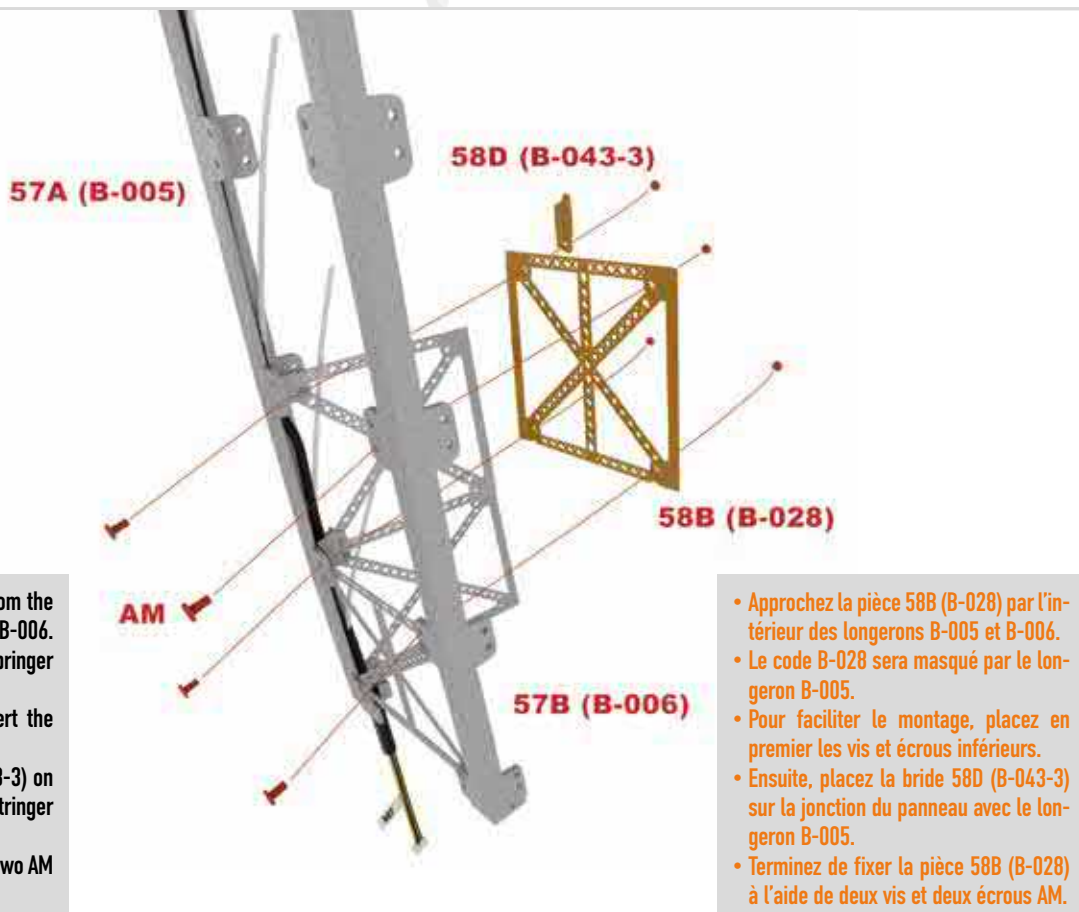 58D (B-043-3)
57A (B-005)
58B (B-028)
AM
57B (B-006)
om the
B-006.
pringer
ert the
3-3) on
tringer
wo AM
• Approchez la pièce 58B (B-028) par l'in-
térieur des longerons B-005 et B-006.
• Le code B-028 sera masqué par le lon-
geron B-005.
• Pour faciliter le montage, placez en
premier les vis et écrous inférieurs.
• Ensuite, placez la bride 58D (B-043-3)
sur la jonction du panneau avec le lon-
geron B-005.
• Terminez de fixer la pièce 58B (B-028)
à l'aide de deux vis et deux écrous AM.